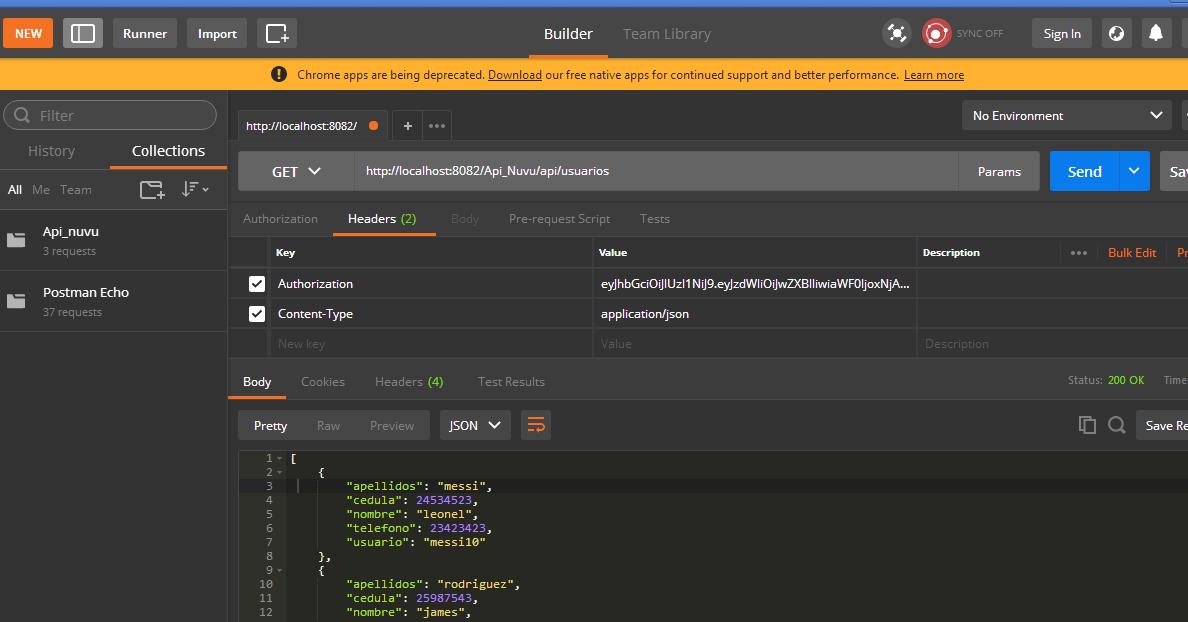 NEW Runner Import Builder Team Library SYNC OFF Sign In
Chrome apps are being deprecated. Download our free native apps for continued support and better performance. Learn more
Filter
History Collections
All Me Team
Api_nuvu
3 requests
Postman Echo
37 requests
http://localhost:8082/ + •••
No Environment
GET http://localhost:8082/Api_Nuvu/api/usuarios Params Send
Authorization Headers (2) Body Pre-request Script Tests
Key Value Description ••• Bulk Edit
Authorization
Content-Type application/json
New key Value Description
Body Cookies Headers (4) Test Results Status: 200 OK Time
Pretty Raw Preview JSON
1 [
2 {
3 "apellidos": "messi",
4 "cedula": 24534523,
5 "nombre": "leonel",
6 "telefono": 23423423,
7 "usuario": "messi10"
8 },
9 {
10 "apellidos": "rodriguez",
11 "cedula": 25987543,
12 "nombre": "james",